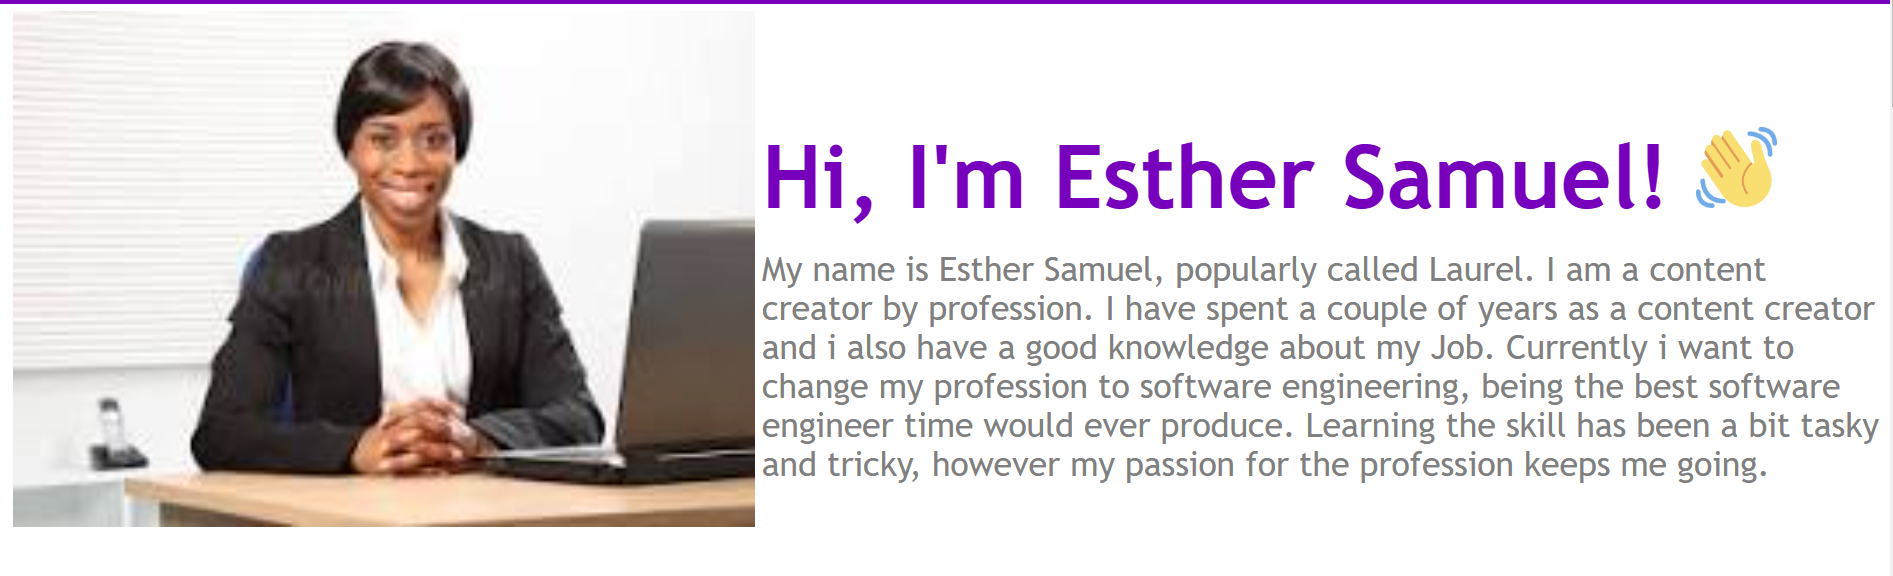 Hi, I'm Esther Samuel! 👋
My name is Esther Samuel, popularly called Laurel. I am a content
creator by profession. I have spent a couple of years as a content creator
and i also have a good knowledge about my Job. Currently i want to
change my profession to software engineering, being the best software
engineer time would ever produce. Learning the skill has been a bit tasky
and tricky, however my passion for the profession keeps me going.